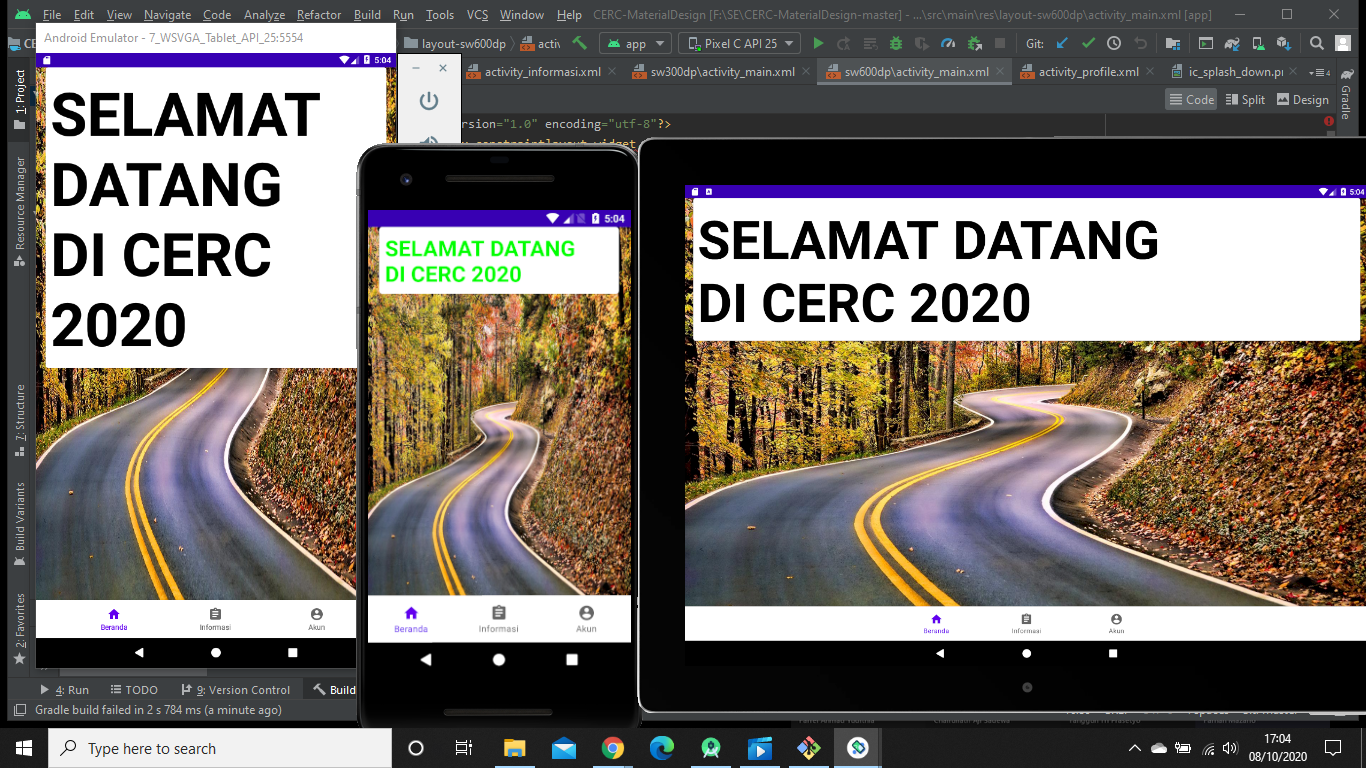 File Edit View Navigate Code Analyze Refactor Build Run Tools VCS Window Help CERC-MaterialDesign [F:\SE\CERC-MaterialDesign-master] - ...\src\main\res\layout-sw600dp\activity_main.xml [app]
Android Emulator - 7_WSVGA_Tablet_API_25:5554
layout-sw600dp activ app Pixel C API 25 Git:
activity_informasi.xml sw300dp\activity_main.xml sw600dp\activity_main.xml activity_profile.xml ic_splash_down.p
Code Split Design
ersion="1.0" encoding="utf-8"?>
1: Project
Resource Manager
7: Structure
Build Variants
2: Favorites
Gradle
5:04
SELAMAT
DATANG
DI CERC
2020
Beranda Informasi Akun
5:04
SELAMAT DATANG
DI CERC 2020
Beranda Informasi Akun
5:04
SELAMAT DATANG
DI CERC 2020
Beranda Informasi Akun
4: Run TODO 9: Version Control Build
Gradle build failed in 2 s 784 ms (a minute ago)
Type here to search
17:04
08/10/2020